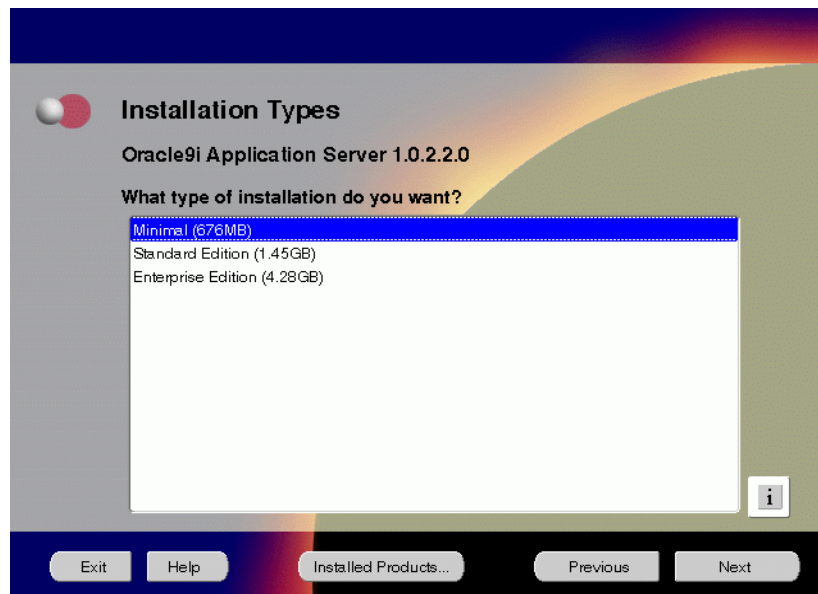 Installation Types
Oracle9i Application Server 1.0.2.2.0
What type of installation do you want?
Minimal (676MB)
Standard Edition (1.45GB)
Enterprise Edition (4.28GB)
i
Exit Help Installed Products... Previous Next